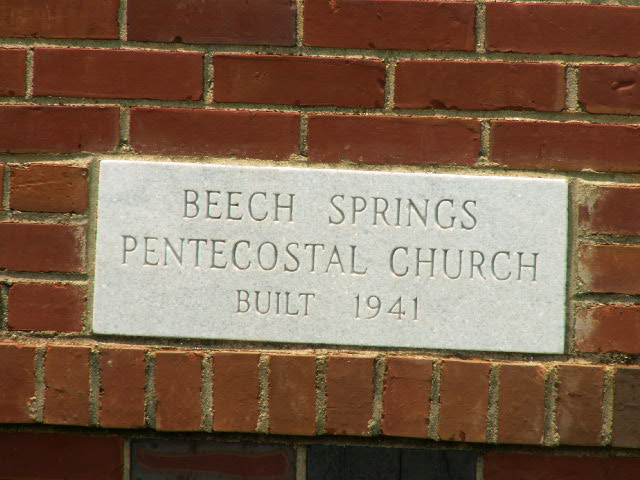 BEECH SPRINGS
PENTECOSTAL CHURCH
BUILT 1941